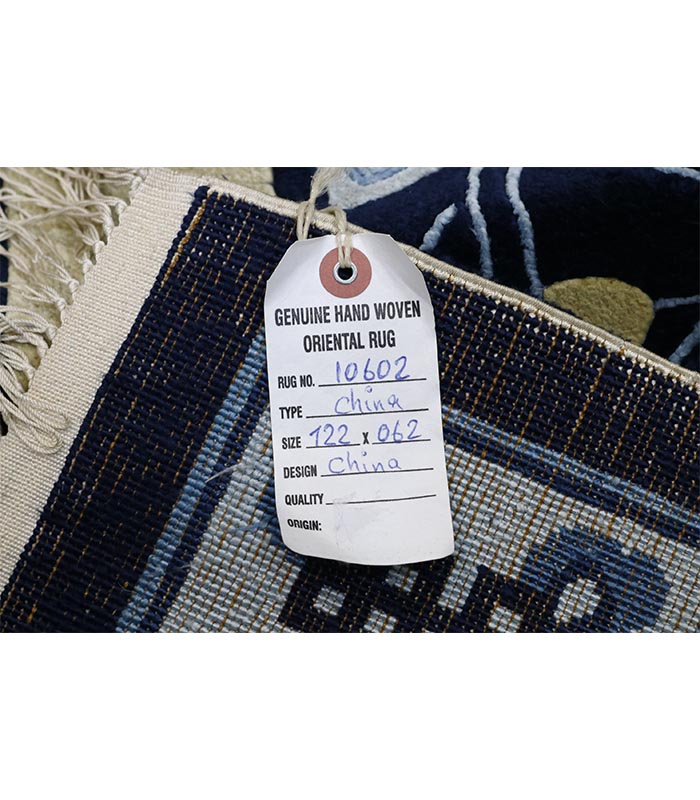 GENUINE HAND WOVEN
ORIENTAL RUG
RUG NO. 10602
TYPE China
SIZE 122 X 062
DESIGN China
QUALITY
ORIGIN: